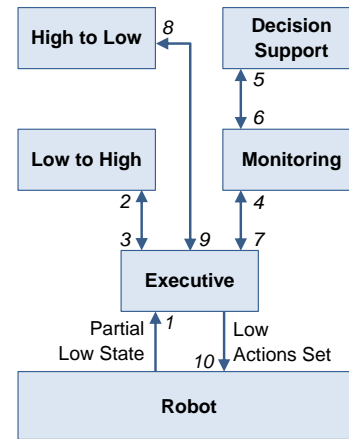 8
High to Low
Decision
Support
5
6
Low to High
Monitoring
2
4
3
9
7
Executive
Partial
Low State
1
Low
Actions Set
10
Robot